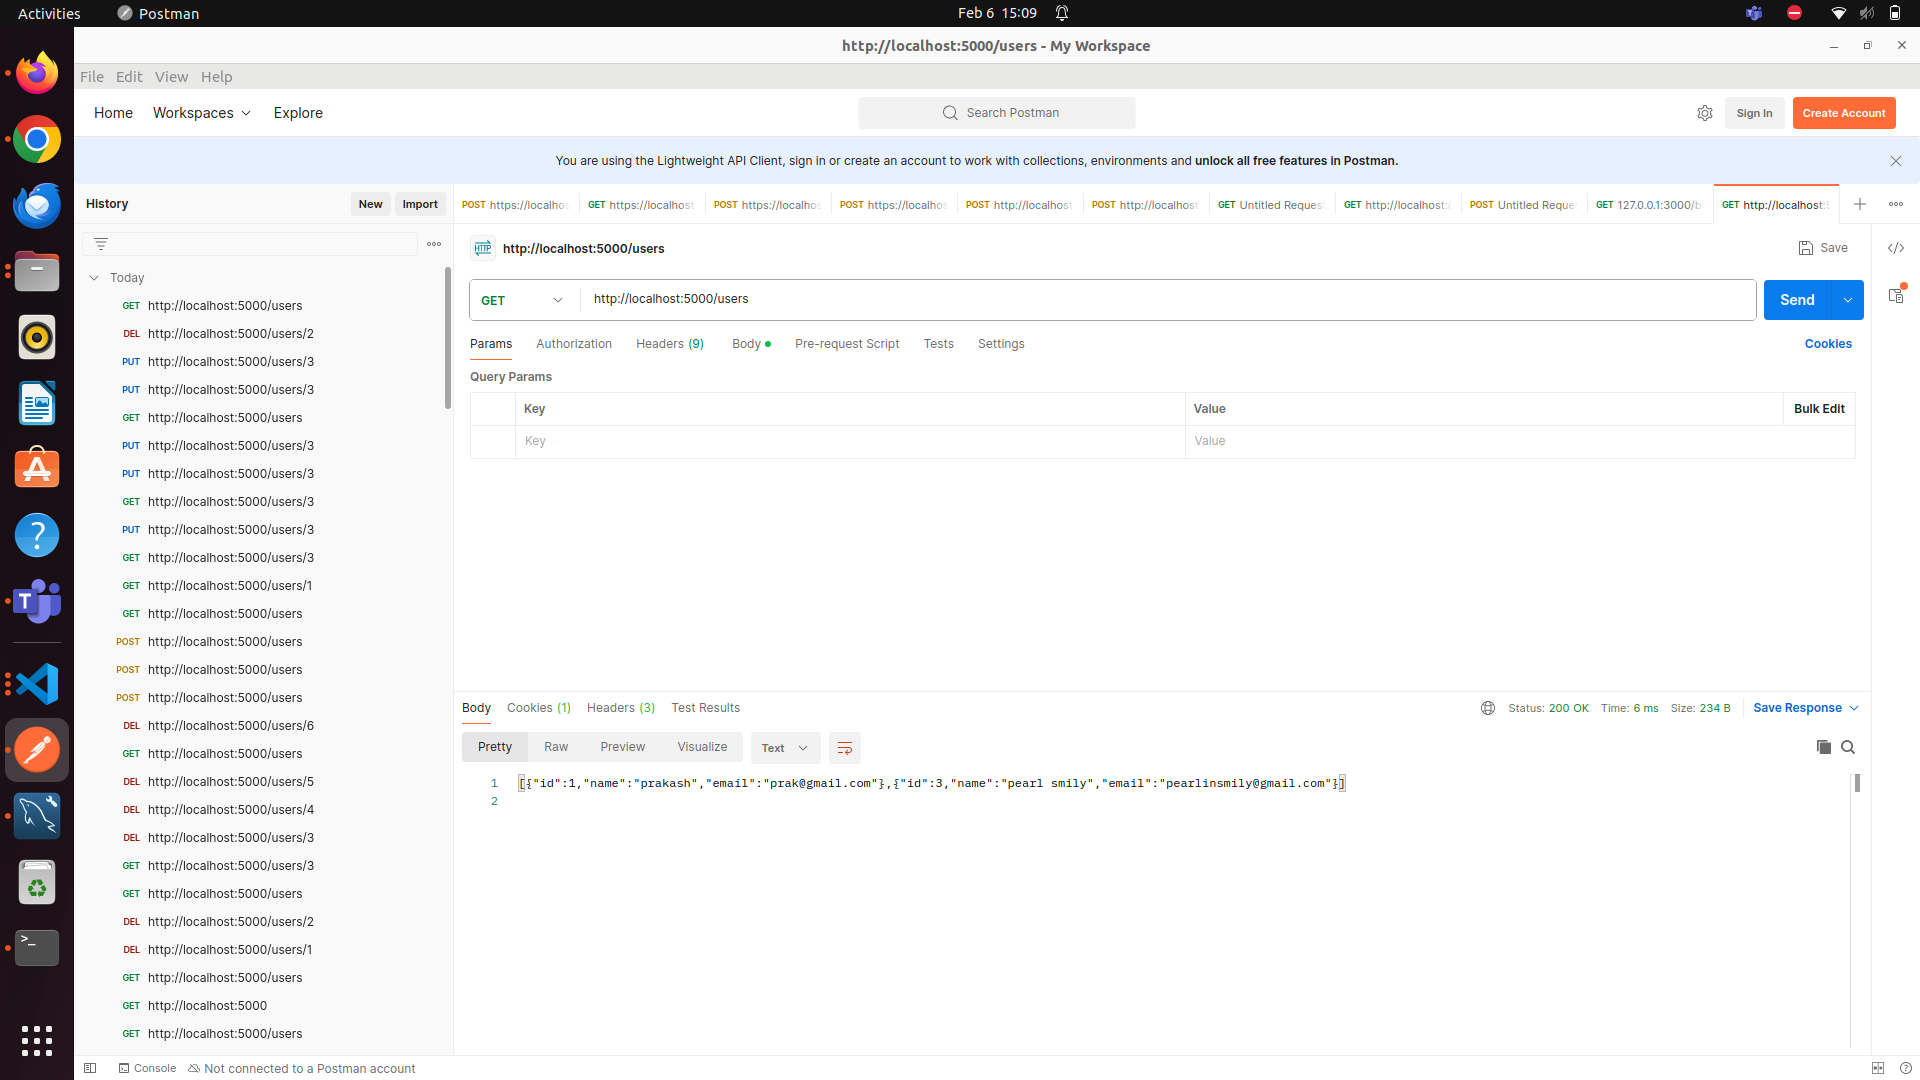 Activities
Postman
Feb 6 15:09
http://localhost:5000/users - My Workspace
File Edit View Help
Home Workspaces Explore
Search Postman
Sign In
Create Account
You are using the Lightweight API Client, sign in or create an account to work with collections, environments and unlock all free features in Postman.
History
New
Import
POST https://localhos
GET https://localhost
POST https://localhos
POST https://localhos
POST http://localhost
POST http://localhost
GET Untitled Reques
GET http://localhost:
POST Untitled Reque
GET 127.0.0.1:3000/b
GET http://localhost:5
Today
GET http://localhost:5000/users
DEL http://localhost:5000/users/2
PUT http://localhost:5000/users/3
PUT http://localhost:5000/users/3
GET http://localhost:5000/users
PUT http://localhost:5000/users/3
PUT http://localhost:5000/users/3
GET http://localhost:5000/users/3
PUT http://localhost:5000/users/3
GET http://localhost:5000/users/3
GET http://localhost:5000/users/1
GET http://localhost:5000/users
POST http://localhost:5000/users
POST http://localhost:5000/users
POST http://localhost:5000/users
DEL http://localhost:5000/users/6
GET http://localhost:5000/users
DEL http://localhost:5000/users/5
DEL http://localhost:5000/users/4
DEL http://localhost:5000/users/3
GET http://localhost:5000/users/3
GET http://localhost:5000/users
DEL http://localhost:5000/users/2
DEL http://localhost:5000/users/1
GET http://localhost:5000/users
GET http://localhost:5000
GET http://localhost:5000/users
HTTP http://localhost:5000/users
Save
GET http://localhost:5000/users
Send
Params Authorization Headers (9) Body Pre-request Script Tests Settings
Cookies
Query Params
Key Value Bulk Edit
Key Value
Body Cookies (1) Headers (3) Test Results
Status: 200 OK Time: 6 ms Size: 234 B
Save Response
Pretty Raw Preview Visualize Text
1 [{"id":1,"name":"prakash","email":"prak@gmail.com"},{"id":3,"name":"pearl smily","email":"pearlinsmily@gmail.com"}]
2
Console
Not connected to a Postman account